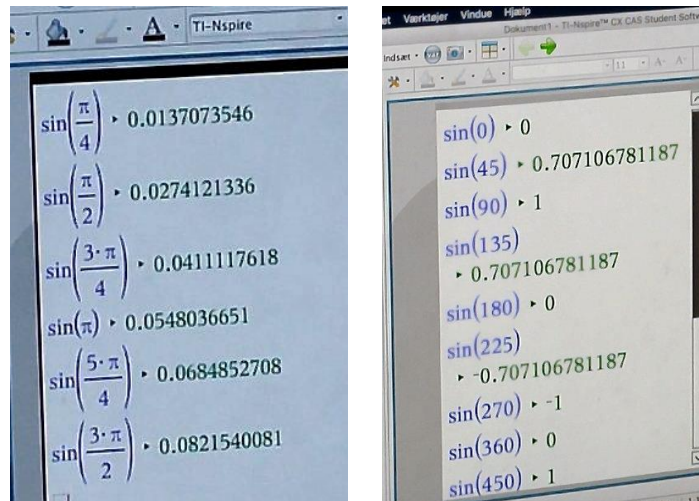 TI-Nspire
sin(π/4) ▸ 0.0137073546
sin(π/2) ▸ 0.0274121336
sin(3·π/4) ▸ 0.0411117618
sin(π) ▸ 0.0548036651
sin(5·π/4) ▸ 0.0684852708
sin(3·π/2) ▸ 0.0821540081
et Værktøjer Vindue Hjælp
Dokument1 - TI-Nspire™ CX CAS Student Softw
Indsæt
11 A- A-
sin(0) ▸ 0
sin(45) ▸ 0.707106781187
sin(90) ▸ 1
sin(135)
▸ 0.707106781187
sin(180) ▸ 0
sin(225)
▸ -0.707106781187
sin(270) ▸ -1
sin(360) ▸ 0
sin(450) ▸ 1